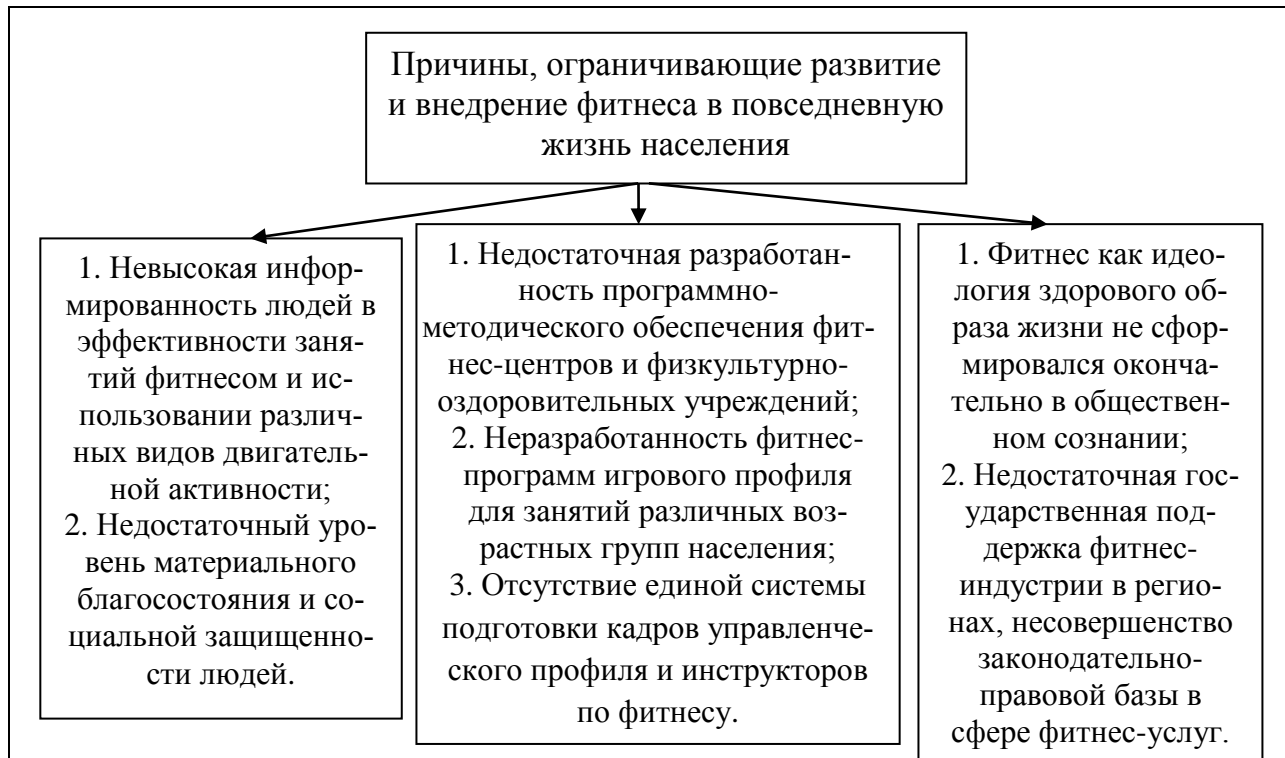 Причины, ограничивающие развитие
и внедрение фитнеса в повседневную
жизнь населения
1. Невысокая инфор-
мированность людей в
эффективности заня-
тий фитнесом и ис-
пользовании различ-
ных видов двигатель-
ной активности;
2. Недостаточный уро-
вень материального
благосостояния и со-
циальной защищенно-
сти людей.
1. Недостаточная разработан-
ность программно-
методического обеспечения фит-
нес-центров и физкультурно-
оздоровительных учреждений;
2. Неразработанность фитнес-
программ игрового профиля
для занятий различных воз-
растных групп населения;
3. Отсутствие единой системы
подготовки кадров управленче-
ского профиля и инструкторов
по фитнесу.
1. Фитнес как идео-
логия здорового об-
раза жизни не сфор-
мировался оконча-
тельно в обществен-
ном сознании;
2. Недостаточная гос-
ударственная под-
держка фитнес-
индустрии в регио-
нах, несовершенство
законодательно-
правовой базы в
сфере фитнес-услуг.